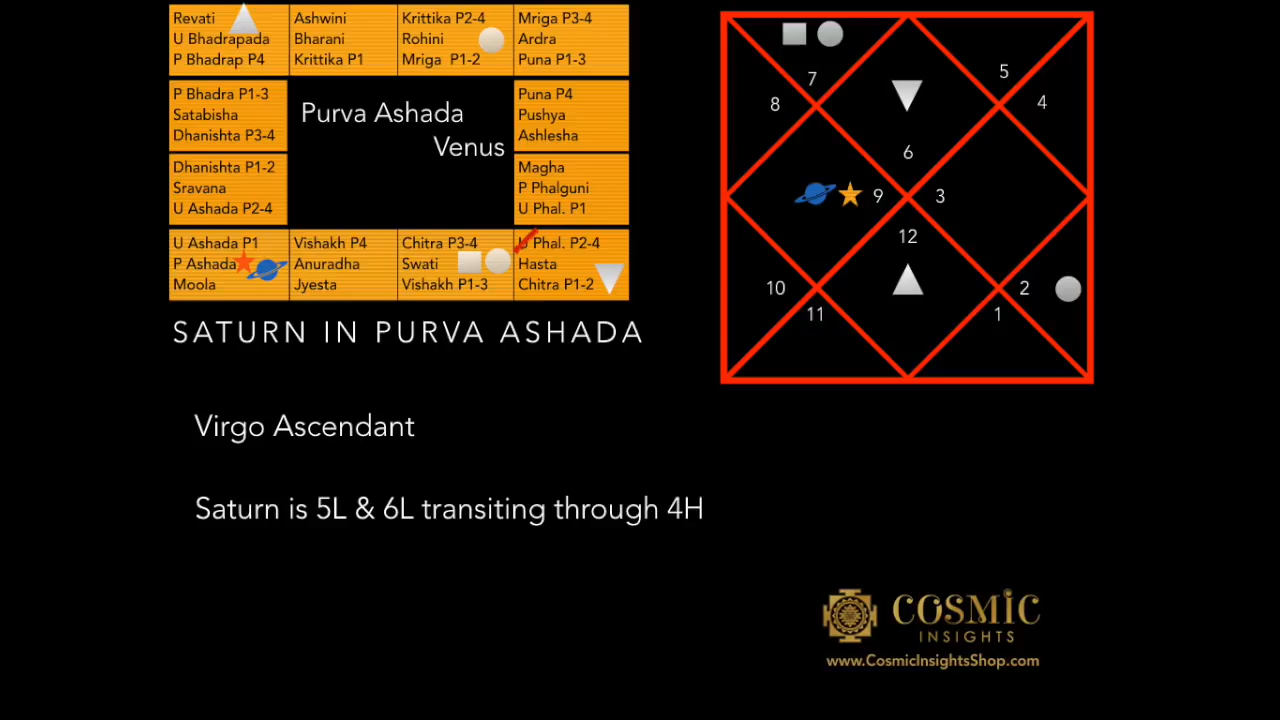 Revati
U Bhadrapada
P Bhadrap P4
Ashwini
Bharani
Krittika P1
Krittika P2-4
Rohini
Mriga P1-2
Mriga P3-4
Ardra
Puna P1-3
P Bhadra P1-3
Satabisha
Dhanishta P3-4
Purva Ashada
Venus
Puna P4
Pushya
Ashlesha
Dhanishta P1-2
Sravana
U Ashada P2-4
Magha
P Phalguni
U Phal. P1
U Ashada P1
P Ashada
Moola
Vishakh P4
Anuradha
Jyesta
Chitra P3-4
Swati
Vishakh P1-3
U Phal. P2-4
Hasta
Chitra P1-2
SATURN IN PURVA ASHADA
7
5
8
4
6
9
3
12
10
2
11
1
Virgo Ascendant
Saturn is 5L & 6L transiting through 4H
COSMiC
INSIGHTS
www.CosmicInsightsShop.com